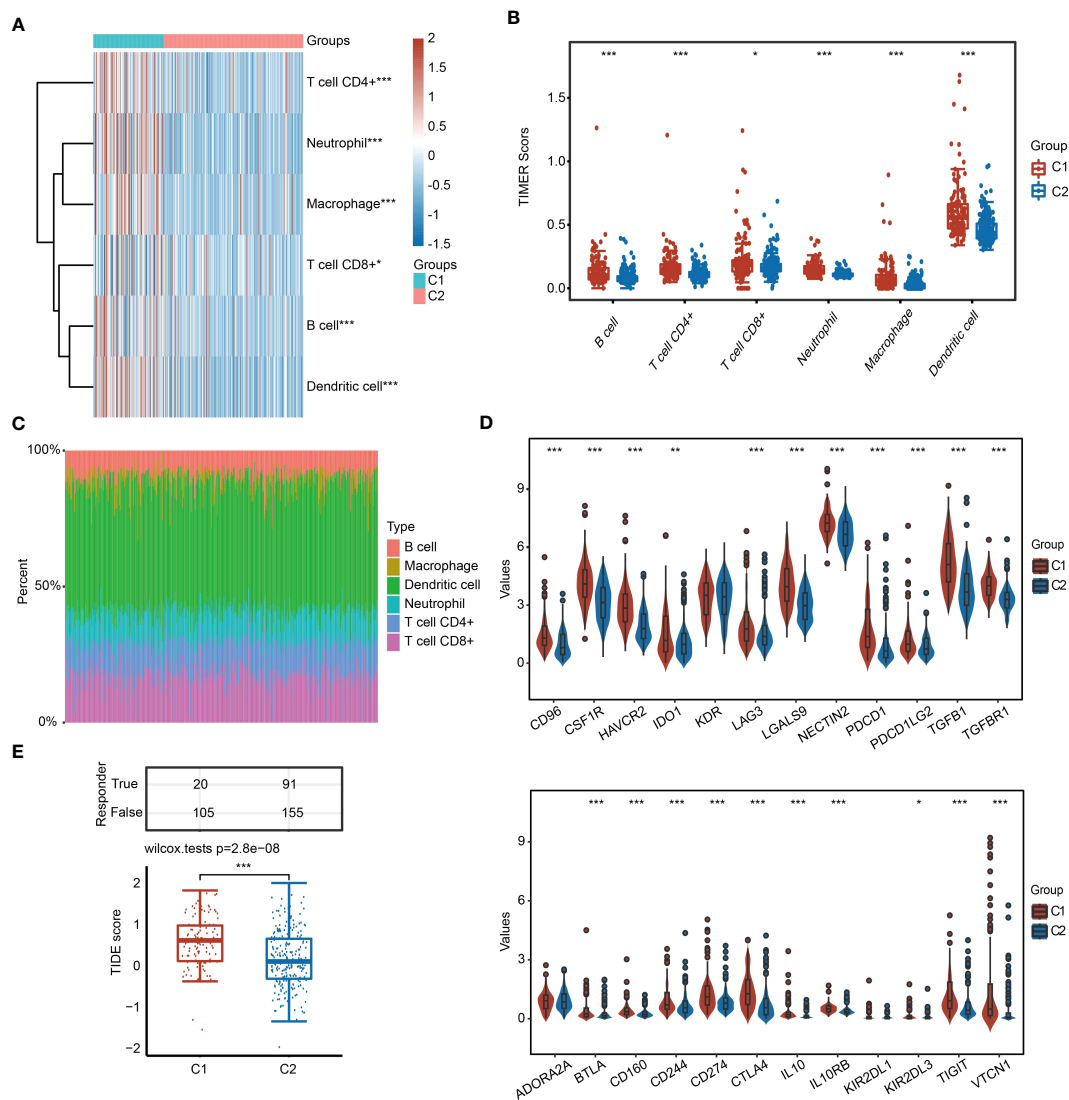 A
Groups
T cell CD4+***
Neutrophil***
Macrophage***
T cell CD8+*
B cell***
Dendritic cell***
2
1
1
0.5
0
-0.5
-1
-1.5
Groups
C1
C2
B
*** *** * *** *** ***
TIMER Scores
1.5
1.0
0.5
0.0
B cell
T cell CD4+
T cell CD8+
Neutrophil
Macrophage
Dendritic cell
Group
C1
C2
C
100%
50%
0%
Percent
Type
B cell
Macrophage
Dendritic cell
Neutrophil
T cell CD4+
T cell CD8+
D
*** *** *** ** *** *** *** *** *** *** ***
Values
9
6
3
0
CD96
CSF1R
HAVCR2
IDO1
KDR
LAG3
LGALS9
NECTIN2
PDCD1
PDCD1LG2
TGFB1
TGFBR1
Group
C1
C2
*** *** *** *** *** *** *** * *** ***
Values
9
6
3
0
ADORA2A
BTLA
CD160
CD244
CD274
CTLA4
IL10
IL10RB
KIR2DL1
KIR2DL3
TIGIT
VTCN1
Group
C1
C2
E
Responder
True 20 91
False 105 155
wilcox.tests p=2.8e−08
***
TIDE score
2
1
0
−1
−2
C1 C2